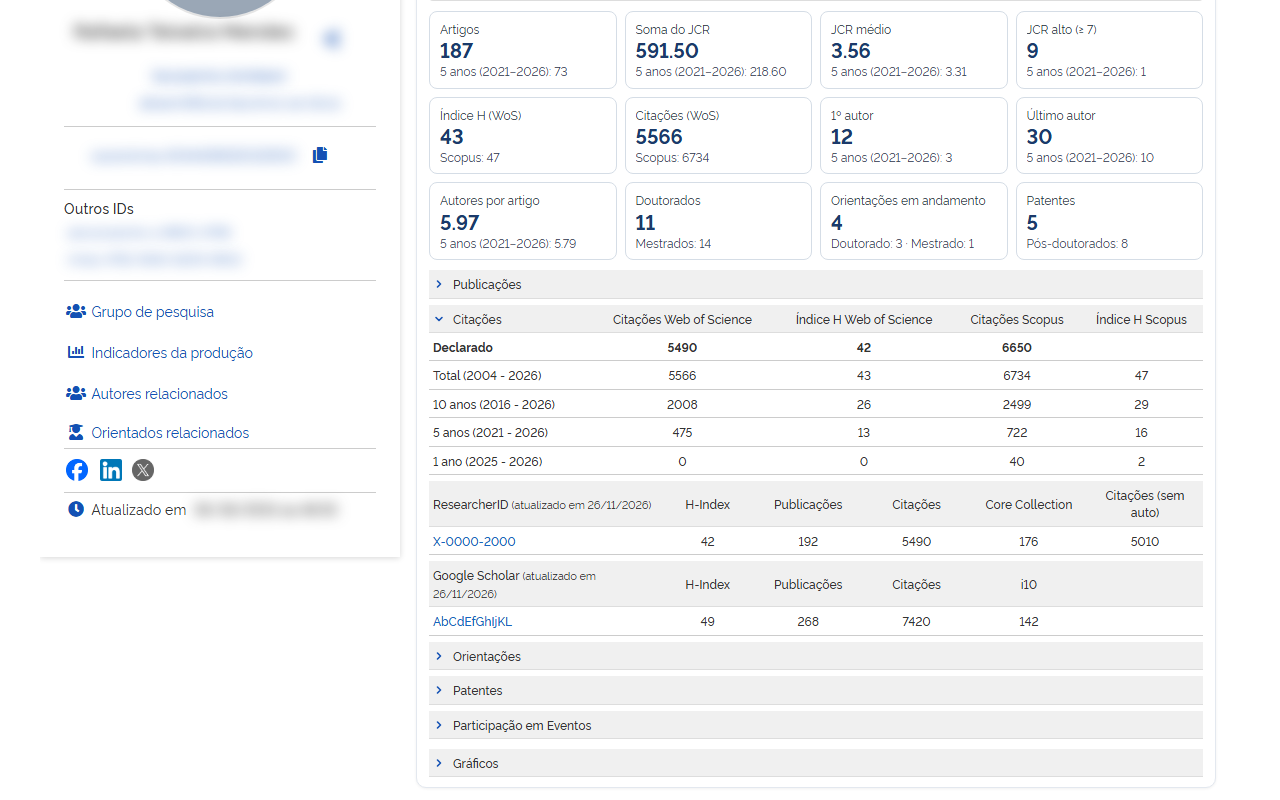 Outros IDs
Grupo de pesquisa
Indicadores da produção
Autores relacionados
Orientados relacionados
Atualizado em
Artigos
187
5 anos (2021–2026): 73
Soma do JCR
591.50
5 anos (2021–2026): 218.60
JCR médio
3.56
5 anos (2021–2026): 3.31
JCR alto (≥ 7)
9
5 anos (2021–2026): 1
Índice H (WoS)
43
Scopus: 47
Citações (WoS)
5566
Scopus: 6734
1º autor
12
5 anos (2021–2026): 3
Último autor
30
5 anos (2021–2026): 10
Autores por artigo
5.97
5 anos (2021–2026): 5.79
Doutorados
11
Mestrados: 14
Orientações em andamento
4
Doutorado: 3 · Mestrado: 1
Patentes
5
Pós-doutorados: 8
Publicações
Citações Citações Web of Science Índice H Web of Science Citações Scopus Índice H Scopus
Declarado 5490 42 6650
Total (2004 - 2026) 5566 43 6734 47
10 anos (2016 - 2026) 2008 26 2499 29
5 anos (2021 - 2026) 475 13 722 16
1 ano (2025 - 2026) 0 0 40 2
ResearcherID (atualizado em 26/11/2026) H-Index Publicações Citações Core Collection Citações (sem
auto)
X-0000-2000 42 192 5490 176 5010
Google Scholar (atualizado em
26/11/2026) H-Index Publicações Citações i10
AbCdEfGhIjKL 49 268 7420 142
Orientações
Patentes
Participação em Eventos
Gráficos